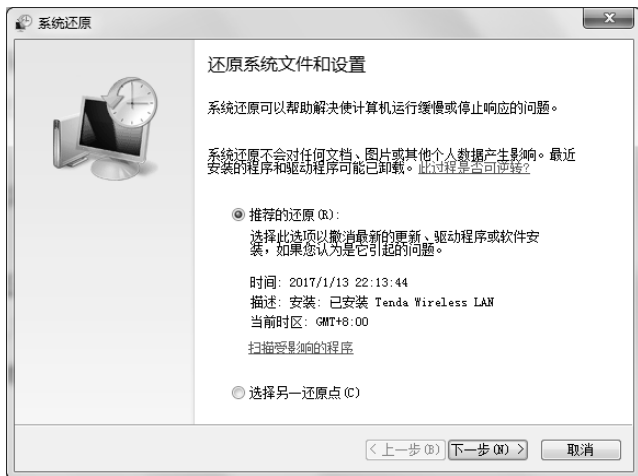 系统还原
还原系统文件和设置
系统还原可以帮助解决使计算机运行缓慢或停止响应的问题。
系统还原不会对任何文档、图片或其他个人数据产生影响。最近
安装的程序和驱动程序可能已卸载。此过程是否可逆转?
推荐的还原(R):
选择此选项以撤消最新的更新、驱动程序或软件安
装，如果您认为是它引起的问题。
时间: 2017/1/13 22:13:44
描述: 安装: 已安装 Tenda Wireless LAN
当前时区: GMT+8:00
扫描受影响的程序
选择另一还原点(C)
< 上一步(B) 下一步(N) > 取消